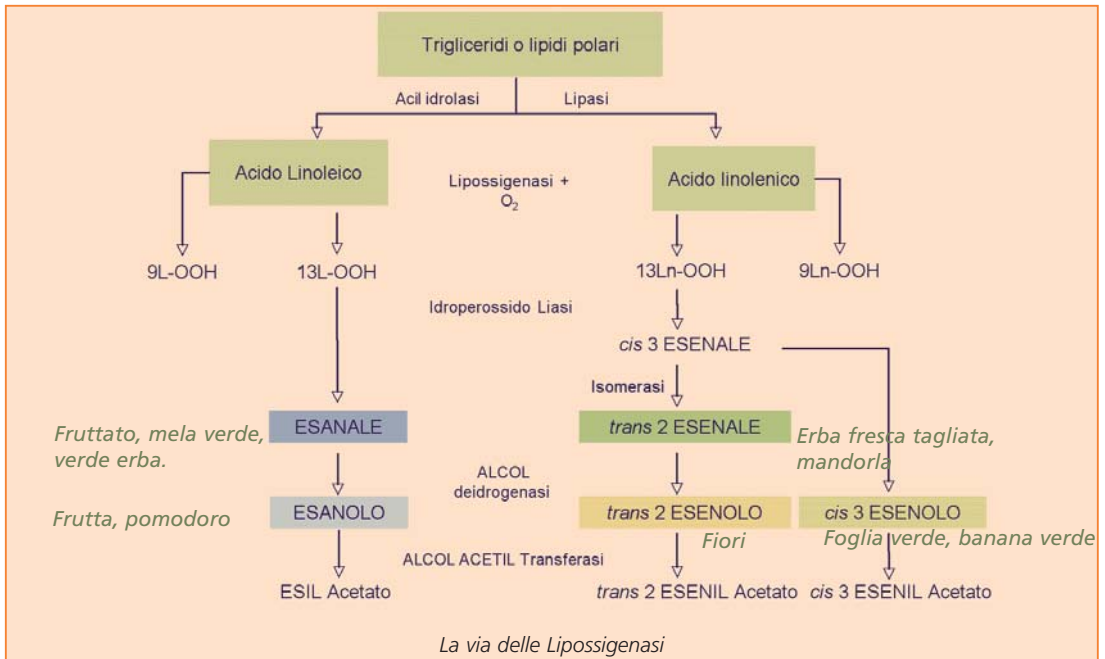 Trigliceridi o lipidi polari
Acil idrolasi
Lipasi
Acido Linoleico
Lipossigenasi +
O₂
Acido linolenico
9L-OOH
13L-OOH
13Ln-OOH
9Ln-OOH
Idroperossido Liasi
cis 3 ESENALE
Isomerasi
Fruttato, mela verde,
verde erba.
ESANALE
trans 2 ESENALE
Erba fresca tagliata,
mandorla
ALCOL
deidrogenasi
Frutta, pomodoro
ESANOLO
trans 2 ESENOLO
cis 3 ESENOLO
Fiori
Foglia verde, banana verde
ALCOL ACETIL Transferasi
ESIL Acetato
trans 2 ESENIL Acetato
cis 3 ESENIL Acetato
La via delle Lipossigenasi